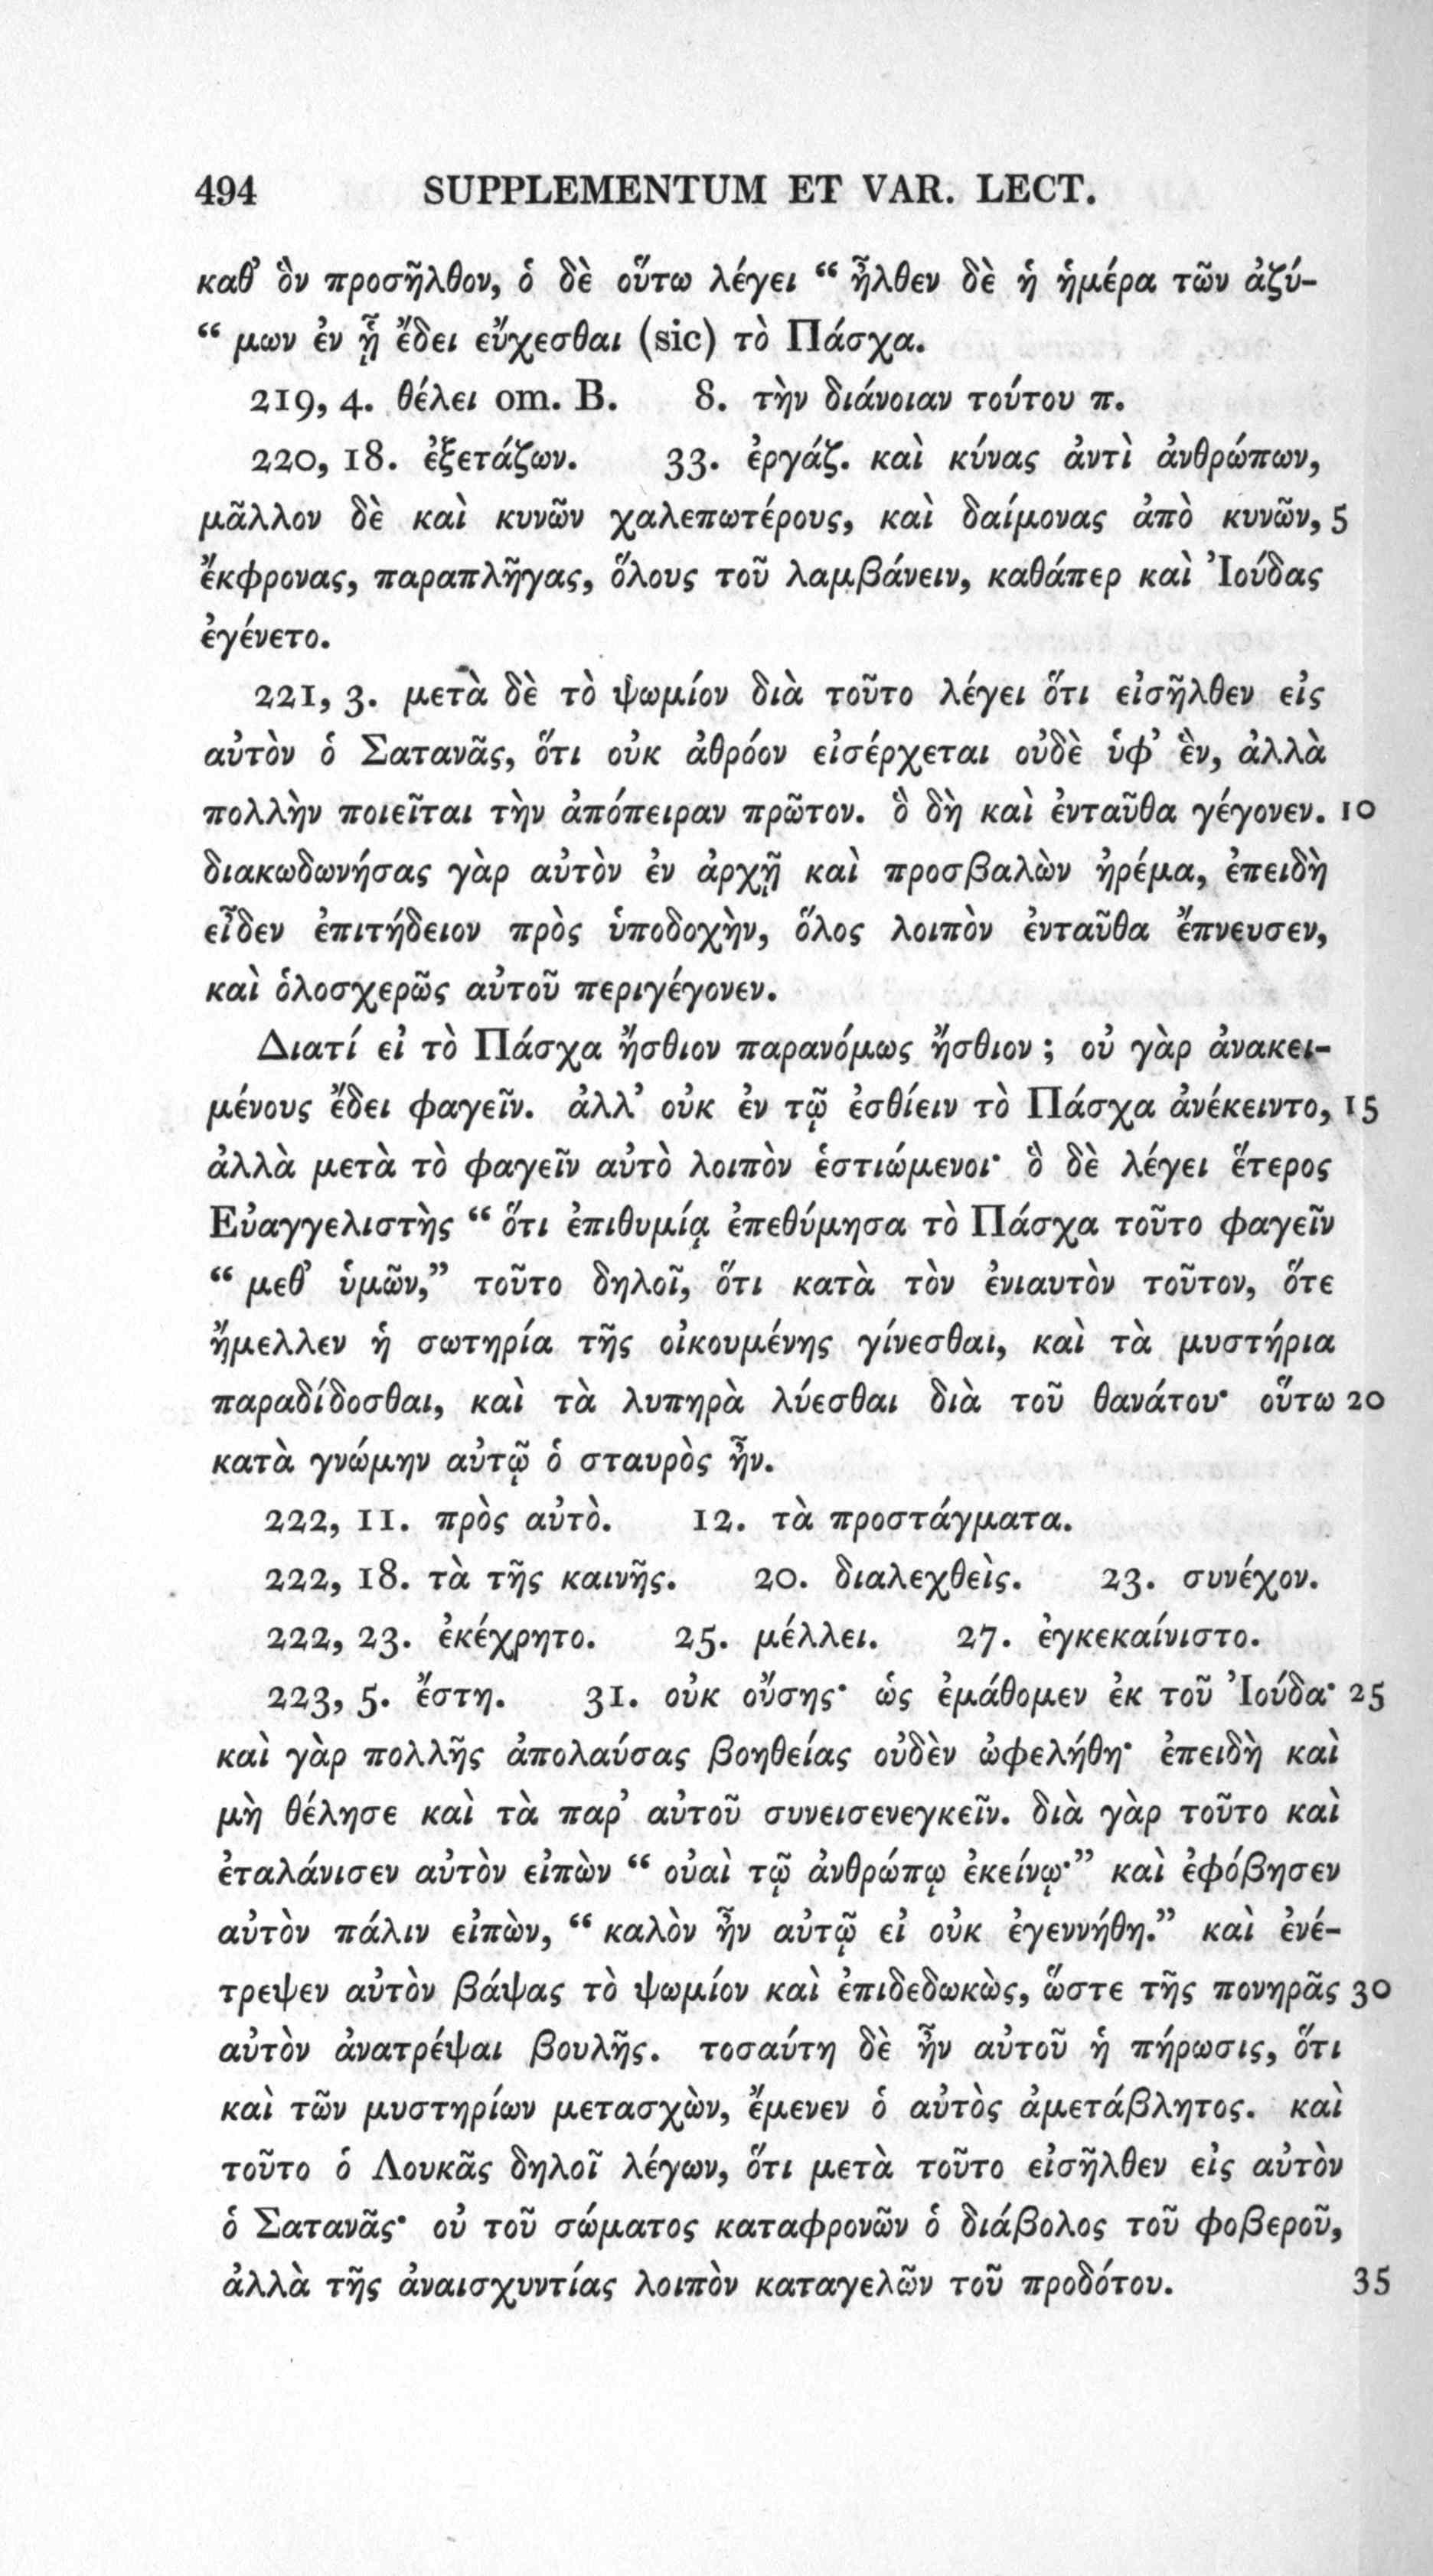 494 SUPPLEMENTUM ET VAR. LECT.
καθ’ ὃν προσῆλθον, ὁ δὲ οὕτω λέγει “ ἦλθεν δὲ ἡ ἡμέρα τῶν ἀζύ-
“ μων ἐν ᾗ ἔδει εὔχεσθαι (sic) τὸ Πάσχα.
219, 4. θέλει om. B. 8. τὴν διάνοιαν τούτου π.
220, 18. ἐξετάζων. 33. ἐργάζ. καὶ κύνας ἀντὶ ἀνθρώπων,
μᾶλλον δὲ καὶ κυνῶν χαλεπωτέρους, καὶ δαίμονας ἀπὸ κυνῶν, 5
ἔκφρονας, παραπλῆγας, ὅλους τοῦ λαμβάνειν, καθάπερ καὶ Ἰούδας
ἐγένετο.
221, 3. μετὰ δὲ τὸ ψωμίον διὰ τοῦτο λέγει ὅτι εἰσῆλθεν εἰς
αὐτὸν ὁ Σατανᾶς, ὅτι οὐκ ἀθρόον εἰσέρχεται οὐδὲ ὑφ’ ἓν, ἀλλὰ
πολλὴν ποιεῖται τὴν ἀπόπειραν πρῶτον. ὃ δὴ καὶ ἐνταῦθα γέγονεν. 10
διακωδωνήσας γὰρ αὐτὸν ἐν ἀρχῇ καὶ προσβαλὼν ἠρέμα, ἐπειδὴ
εἶδεν ἐπιτήδειον πρὸς ὑποδοχὴν, ὅλος λοιπὸν ἐνταῦθα ἔπνευσεν,
καὶ ὁλοσχερῶς αὐτοῦ περιγέγονεν.
Διατί εἰ τὸ Πάσχα ἤσθιον παρανόμως ἤσθιον ; οὐ γὰρ ἀνακει-
μένους ἔδει φαγεῖν. ἀλλ’ οὐκ ἐν τῷ ἐσθίειν τὸ Πάσχα ἀνέκειντο, 15
ἀλλὰ μετὰ τὸ φαγεῖν αὐτὸ λοιπὸν ἑστιώμενοι· ὃ δὲ λέγει ἕτερος
Εὐαγγελιστὴς “ ὅτι ἐπιθυμίᾳ ἐπεθύμησα τὸ Πάσχα τοῦτο φαγεῖν
“ μεθ’ ὑμῶν,” τοῦτο δηλοῖ, ὅτι κατὰ τὸν ἐνιαυτὸν τοῦτον, ὅτε
ἤμελλεν ἡ σωτηρία τῆς οἰκουμένης γίνεσθαι, καὶ τὰ μυστήρια
παραδίδοσθαι, καὶ τὰ λυπηρὰ λύεσθαι διὰ τοῦ θανάτου· οὕτω 20
κατὰ γνώμην αὐτῷ ὁ σταυρὸς ἦν.
222, 11. πρὸς αὐτὸ. 12. τὰ προστάγματα.
222, 18. τὰ τῆς καινῆς. 20. διαλεχθεὶς. 23. συνέχον.
222, 23. ἐκέχρητο. 25. μέλλει. 27. ἐγκεκαίνιστο.
223, 5. ἔστη. 31. οὐκ οὔσης· ὡς ἐμάθομεν ἐκ τοῦ Ἰούδα· 25
καὶ γὰρ πολλῆς ἀπολαύσας βοηθείας οὐδὲν ὠφελήθη· ἐπειδὴ καὶ
μὴ θέλησε καὶ τὰ παρ’ αὐτοῦ συνεισενεγκεῖν. διὰ γὰρ τοῦτο καὶ
ἐταλάνισεν αὐτὸν εἰπὼν “ οὐαὶ τῷ ἀνθρώπῳ ἐκείνῳ·” καὶ ἐφόβησεν
αὐτὸν πάλιν εἰπὼν, “ καλὸν ἦν αὐτῷ εἰ οὐκ ἐγεννήθη.” καὶ ἐνέ-
τρεψεν αὐτὸν βάψας τὸ ψωμίον καὶ ἐπιδεδωκὼς, ὥστε τῆς πονηρᾶς 30
αὐτὸν ἀνατρέψαι βουλῆς. τοσαύτη δὲ ἦν αὐτοῦ ἡ πήρωσις, ὅτι
καὶ τῶν μυστηρίων μετασχὼν, ἔμενεν ὁ αὐτὸς ἀμετάβλητος. καὶ
τοῦτο ὁ Λουκᾶς δηλοῖ λέγων, ὅτι μετὰ τοῦτο εἰσῆλθεν εἰς αὐτὸν
ὁ Σατανᾶς· οὐ τοῦ σώματος καταφρονῶν ὁ διάβολος τοῦ φοβεροῦ,
ἀλλὰ τῆς ἀναισχυντίας λοιπὸν καταγελῶν τοῦ προδότου. 35